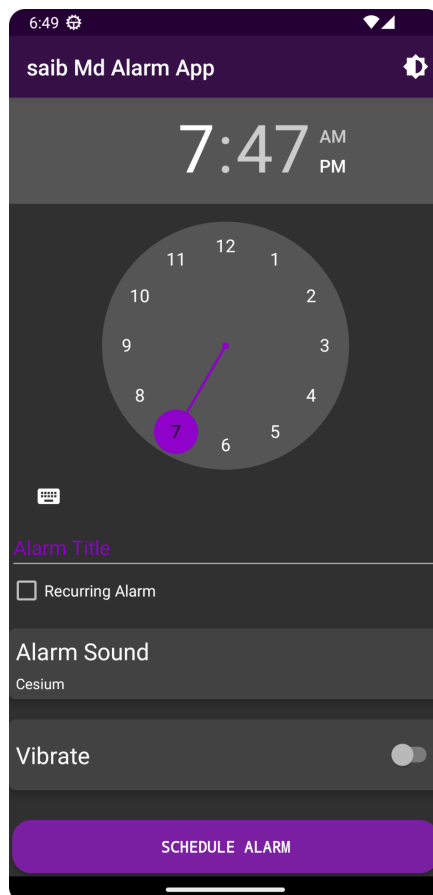 6:49
saib Md Alarm App
7:47
AM
PM
12
11 1
10 2
9 3
8 4
7 5
6
Alarm Title
Recurring Alarm
Alarm Sound
Cesium
Vibrate
SCHEDULE ALARM